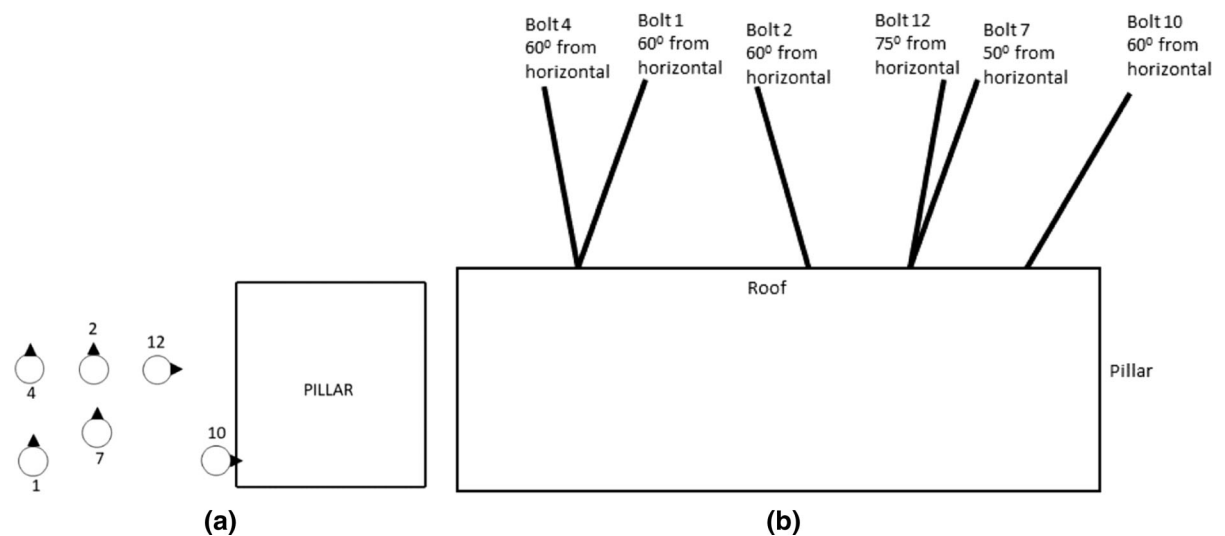 2
12
4
7
10
1
PILLAR
(a)
Bolt 4
60⁰ from
horizontal
Bolt 1
60⁰ from
horizontal
Bolt 2
60⁰ from
horizontal
Bolt 12
75⁰ from
horizontal
Bolt 7
50⁰ from
horizontal
Bolt 10
60⁰ from
horizontal
Roof
Pillar
(b)